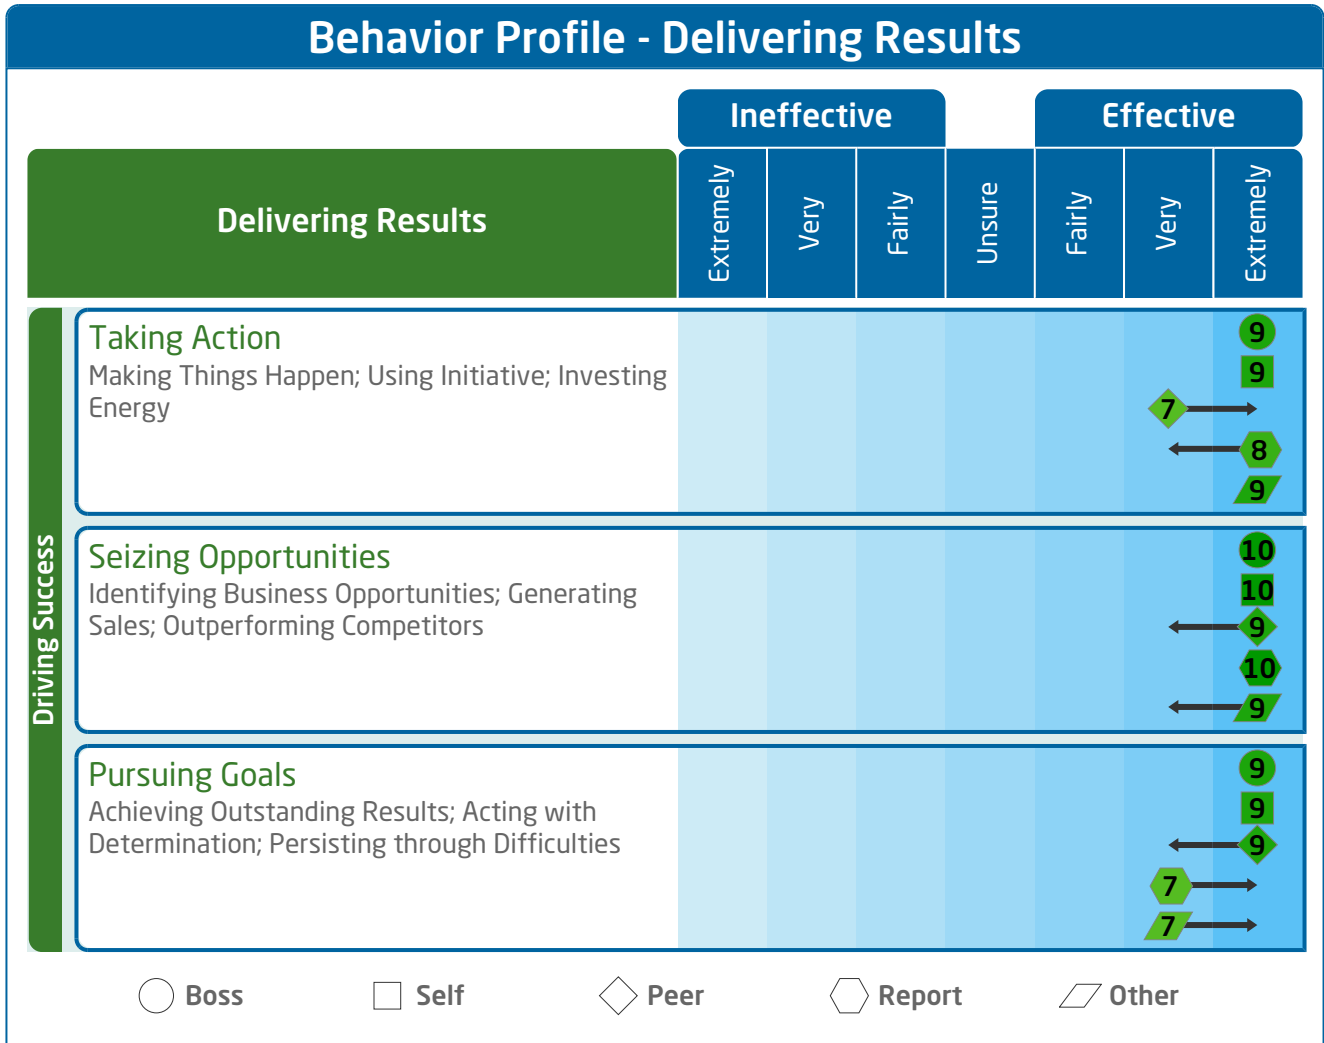 Behavior Profile - Delivering Results
Ineffective
Effective
Delivering Results
Extremely
Very
Fairly
Unsure
Fairly
Very
Extremely
Driving Success
Taking Action
Making Things Happen; Using Initiative; Investing
Energy
9
9
7
8
9
Seizing Opportunities
Identifying Business Opportunities; Generating
Sales; Outperforming Competitors
10
10
9
10
9
Pursuing Goals
Achieving Outstanding Results; Acting with
Determination; Persisting through Difficulties
9
9
9
7
7
Boss
Self
Peer
Report
Other